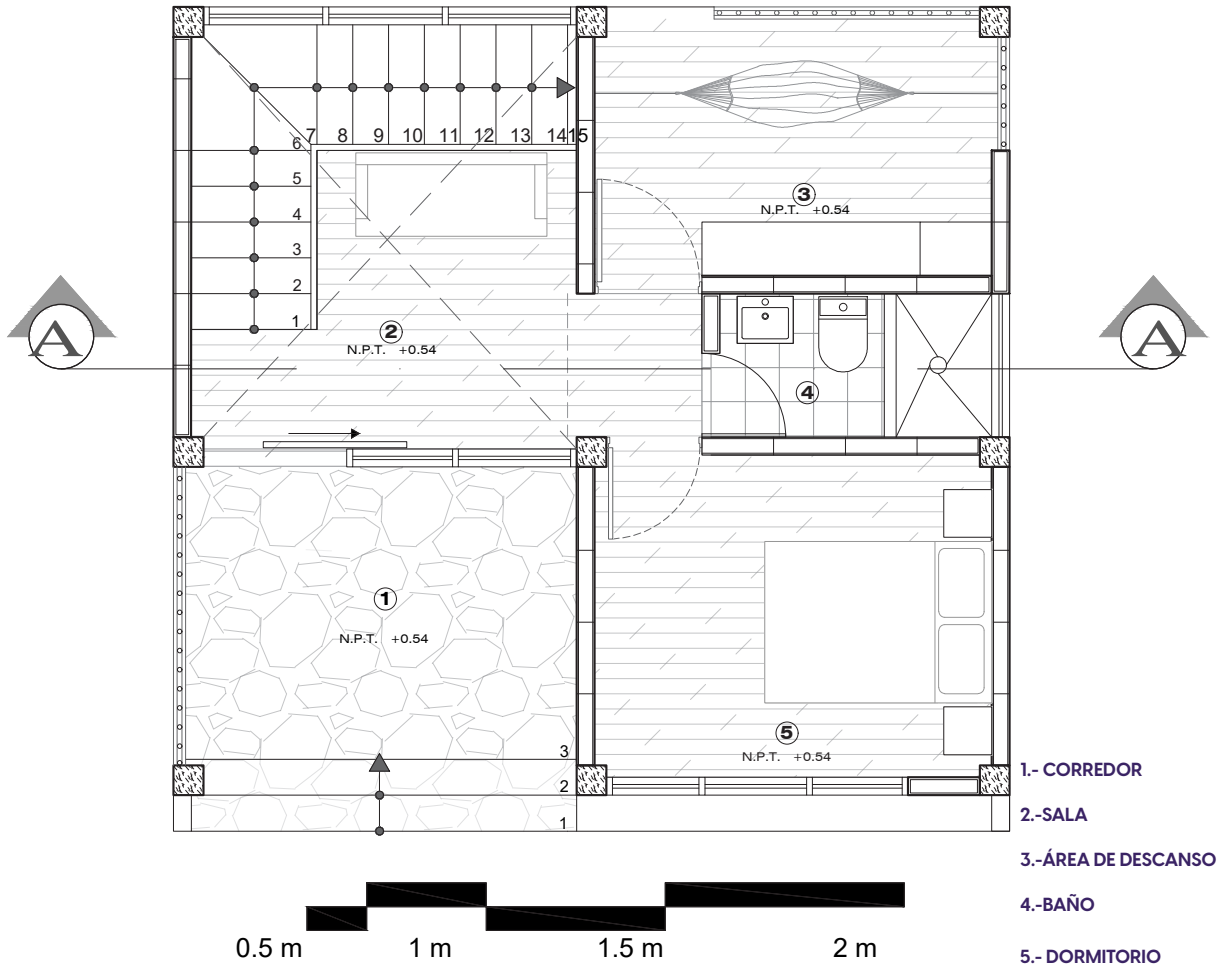 7 8 9 10 11 12 13 14 15
6
5
4
3
2
1
3
N.P.T. +0.54
A
A
2
N.P.T. +0.54
4
1
N.P.T. +0.54
5
N.P.T. +0.54
3
2
1
1.- CORREDOR
2.-SALA
3.-ÁREA DE DESCANSO
4.-BAÑO
5.- DORMITORIO
0.5 m 1 m 1.5 m 2 m